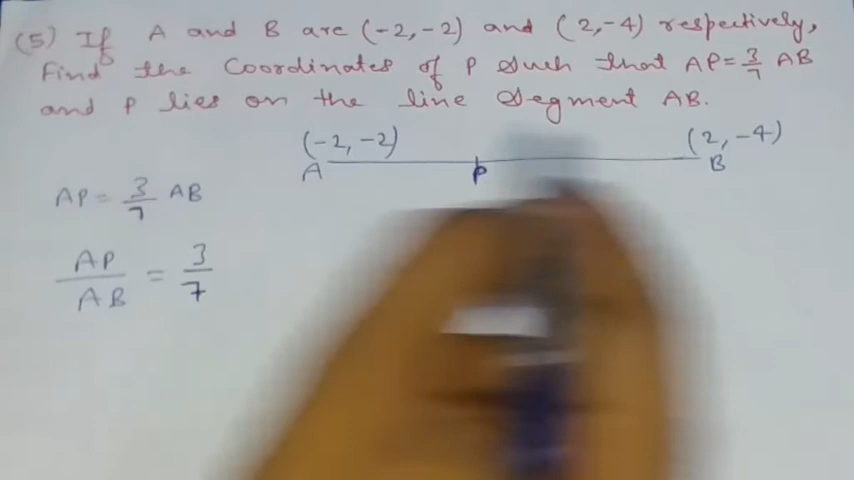 (5) If A and B are (-2,-2) and (2,-4) respectively,
Find the Coordinates of P such that AP = 3/7 AB
and P lies on the line segment AB.
(-2, -2) (2, -4)
A P B
AP = 3/7 AB
AP/AB = 3/7